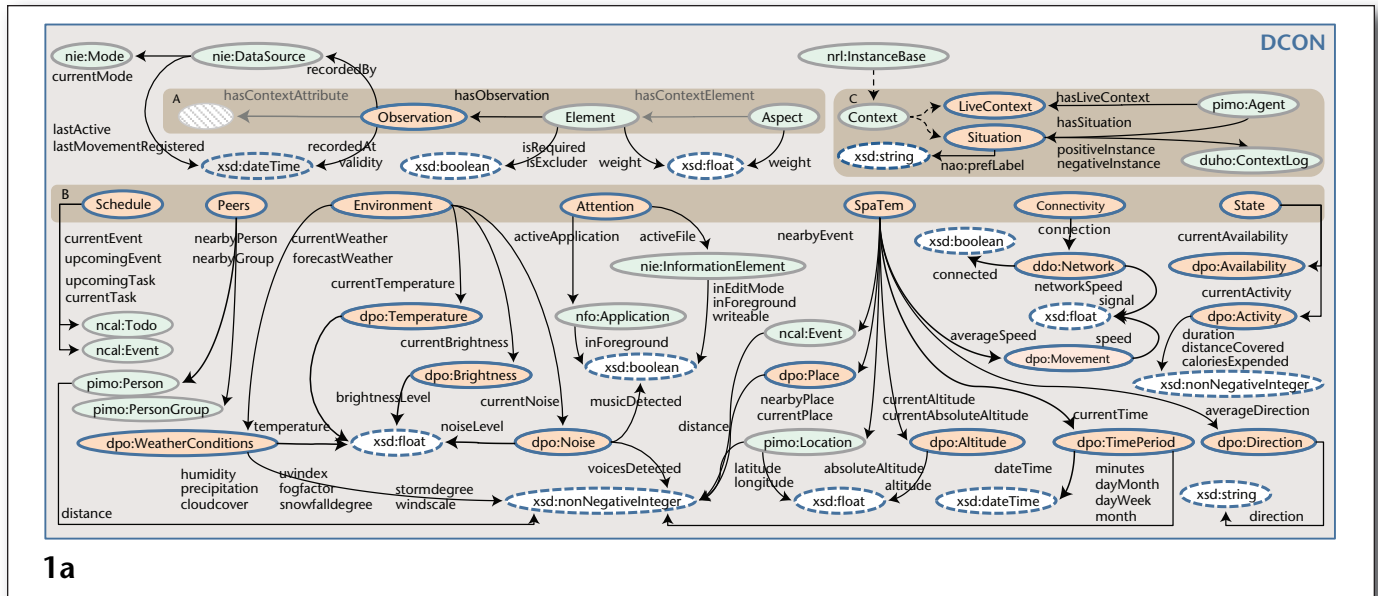 DCON
nie:Mode
nie:DataSource
nrl:InstanceBase
currentMode
recordedBy
A
hasContextAttribute
hasObservation
hasContextElement
C
LiveContext
hasLiveContext
pimo:Agent
Observation
Element
Aspect
Context
hasSituation
Situation
lastActive
lastMovementRegistered
recordedAt
validity
isRequired
isExcluder
weight
weight
positiveInstance
negativeInstance
xsd:dateTime
xsd:boolean
xsd:float
xsd:string
nao:prefLabel
duho:ContextLog
B
Schedule
Peers
Environment
Attention
SpaTem
Connectivity
State
currentEvent
upcomingEvent
upcomingTask
currentTask
nearbyPerson
nearbyGroup
currentWeather
forecastWeather
activeApplication
activeFile
nearbyEvent
xsd:boolean
connection
currentAvailability
nie:InformationElement
connected
ddo:Network
dpo:Availability
currentTemperature
inEditMode
inForeground
writeable
networkSpeed
signal
currentActivity
ncal:Todo
dpo:Temperature
nfo:Application
xsd:float
dpo:Activity
ncal:Event
currentBrightness
inForeground
ncal:Event
averageSpeed
speed
duration
distanceCovered
caloriesExpended
dpo:Movement
pimo:Person
dpo:Brightness
xsd:boolean
dpo:Place
xsd:nonNegativeInteger
pimo:PersonGroup
brightnessLevel
currentNoise
musicDetected
nearbyPlace
currentPlace
currentAltitude
currentAbsoluteAltitude
currentTime
averageDirection
temperature
noiseLevel
distance
dpo:WeatherConditions
xsd:float
dpo:Noise
pimo:Location
dpo:Altitude
dpo:TimePeriod
dpo:Direction
humidity
precipitation
cloudcover
uvindex
fogfactor
snowfalldegree
stormdegree
windscale
voicesDetected
latitude
longitude
absoluteAltitude
altitude
dateTime
minutes
dayMonth
dayWeek
month
distance
xsd:nonNegativeInteger
xsd:float
xsd:dateTime
xsd:string
direction
1a